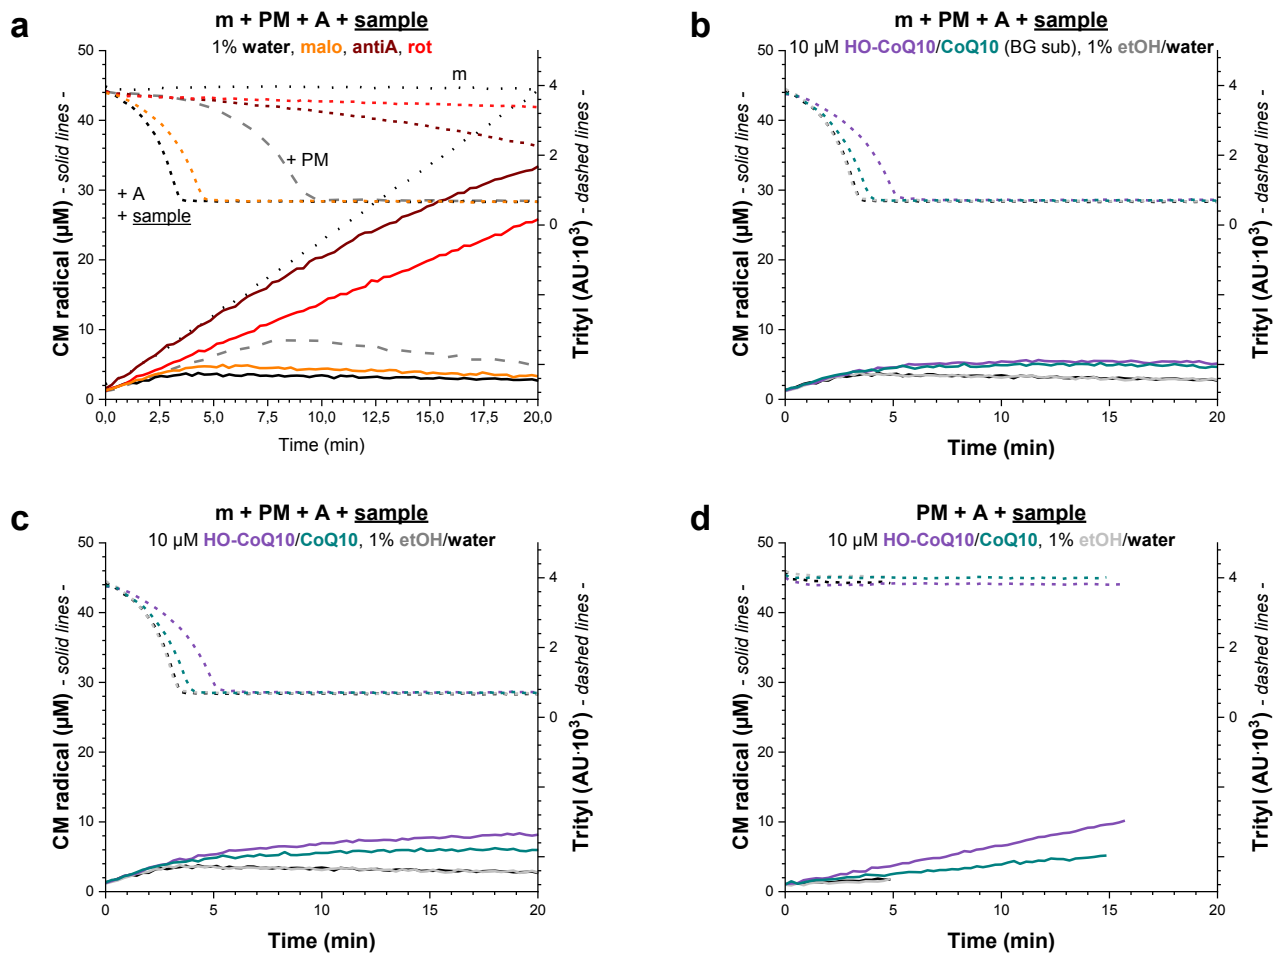 a
m + PM + A + sample
1% water, malo, antiA, rot
50
40
30
20
10
0
CM radical (µM) - solid lines -
4
2
0
Trityl (AU·10³) - dashed lines -
m
+ PM
+ A
+ sample
0,0 2,5 5,0 7,5 10,0 12,5 15,0 17,5 20,0
Time (min)
b
m + PM + A + sample
10 µM HO-CoQ10/CoQ10 (BG sub), 1% etOH/water
50
40
30
20
10
0
CM radical (µM) - solid lines -
4
2
0
Trityl (AU·10³) - dashed lines -
0 5 10 15 20
Time (min)
c
m + PM + A + sample
10 µM HO-CoQ10/CoQ10, 1% etOH/water
50
40
30
20
10
0
CM radical (µM) - solid lines -
4
2
0
Trityl (AU·10³) - dashed lines -
0 5 10 15 20
Time (min)
d
PM + A + sample
10 µM HO-CoQ10/CoQ10, 1% etOH/water
50
40
30
20
10
0
CM radical (µM) - solid lines -
4
2
0
Trityl (AU·10³) - dashed lines -
0 5 10 15 20
Time (min)